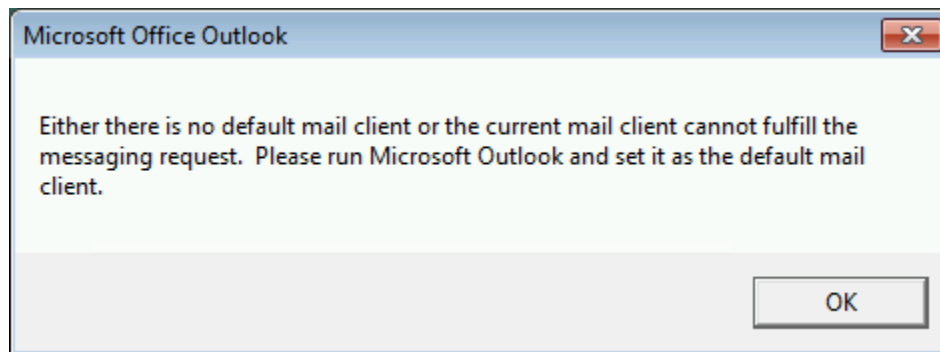 Microsoft Office Outlook
Either there is no default mail client or the current mail client cannot fulfill the
messaging request.  Please run Microsoft Outlook and set it as the default mail
client.
OK